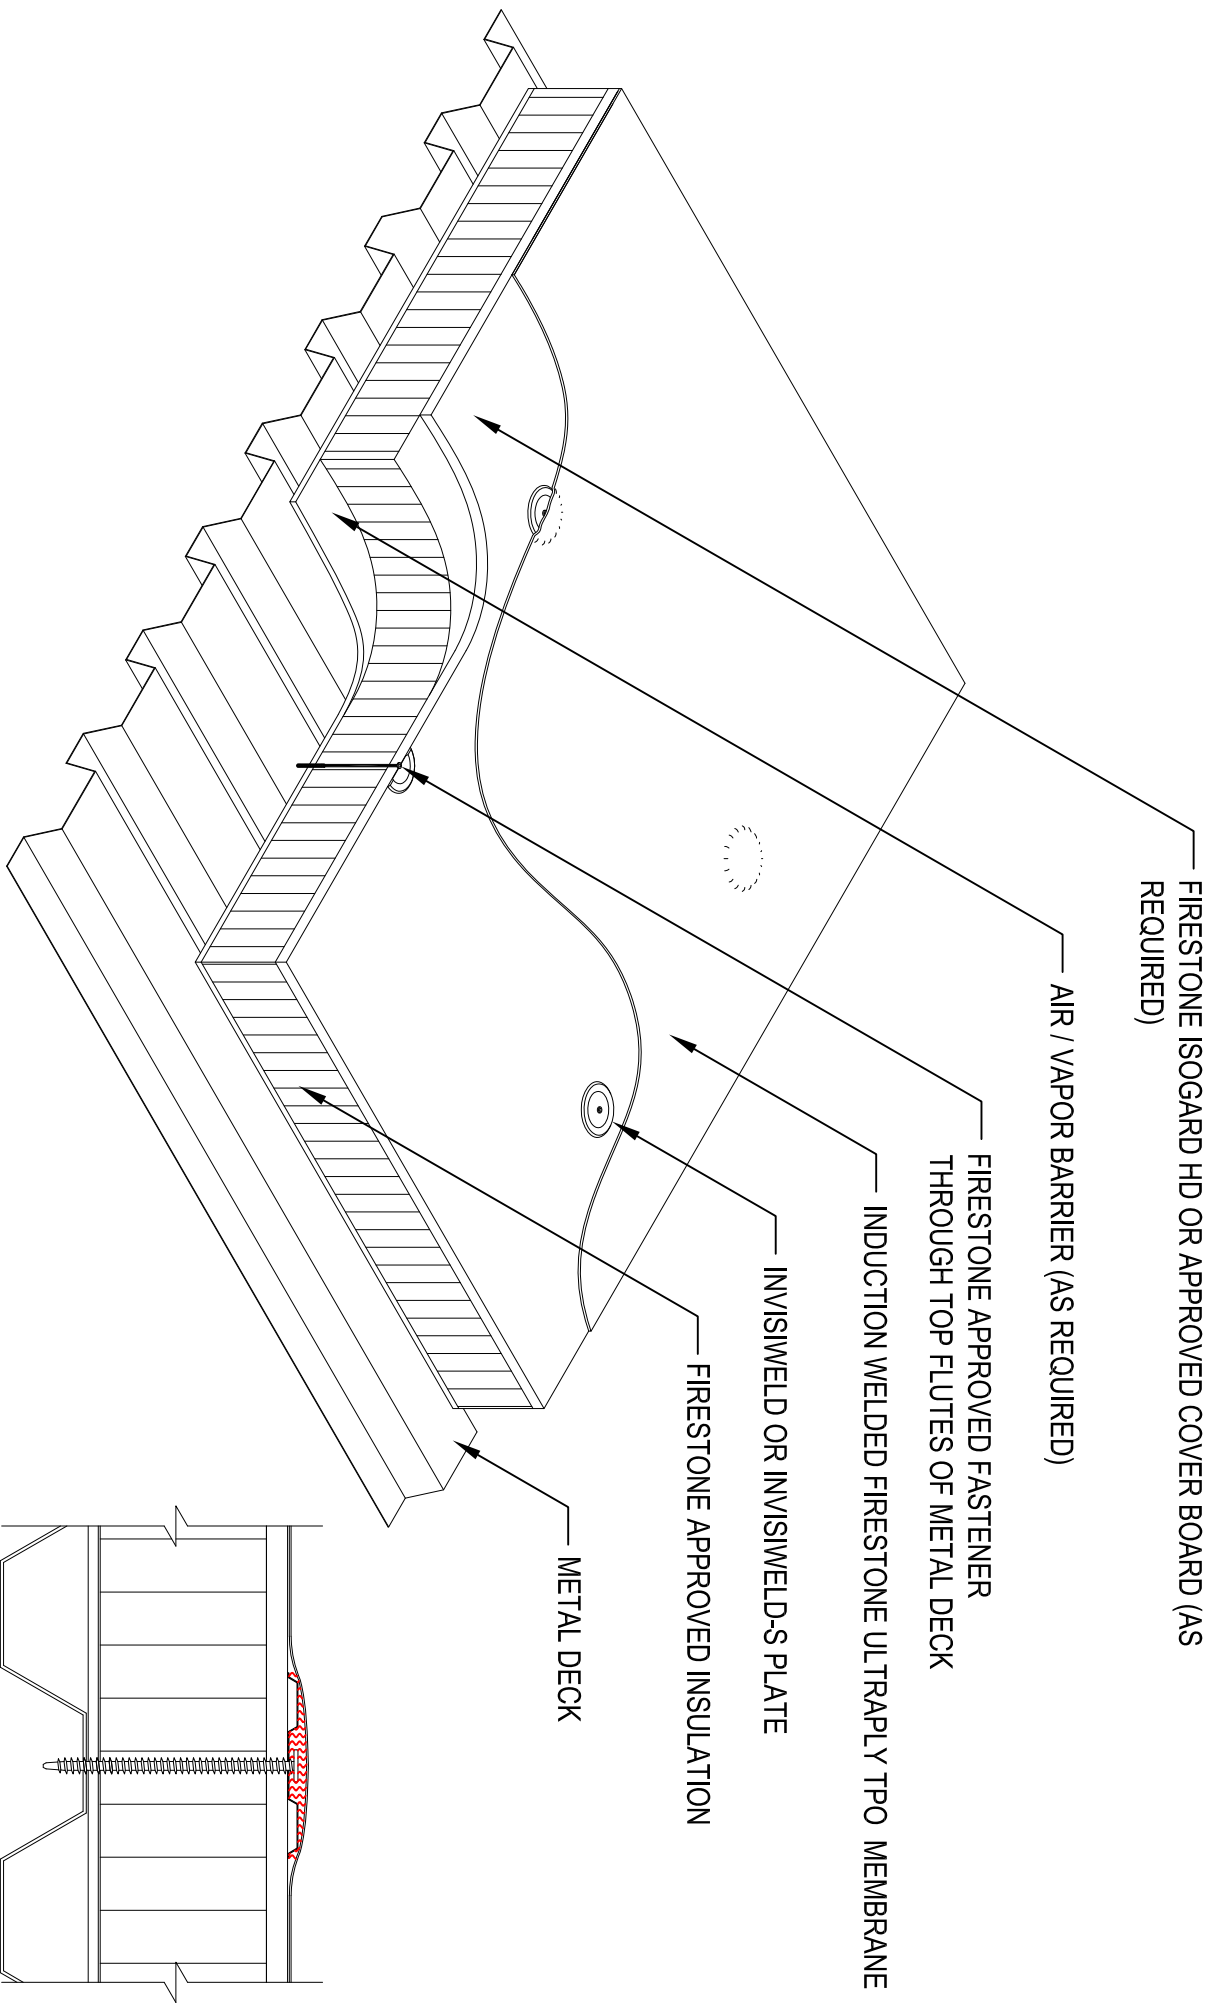 FIRESTONE ISOGARD HD OR APPROVED COVER BOARD (AS
REQUIRED)
AIR / VAPOR BARRIER (AS REQUIRED)
FIRESTONE APPROVED FASTENER
THROUGH TOP FLUTES OF METAL DECK
INDUCTION WELDED FIRESTONE ULTRAPLY TPO MEMBRANE
INVISIWELD OR INVISIWELD-S PLATE
FIRESTONE APPROVED INSULATION
METAL DECK